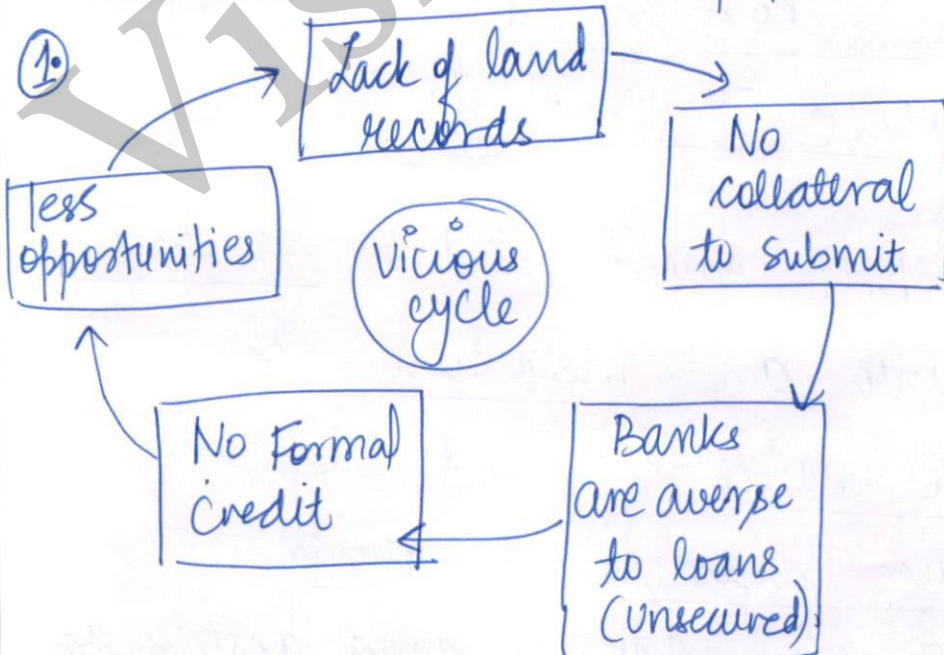 1.
Lack of land
records
No
collateral
to submit
Banks
are averse
to loans
(unsecured).
No Formal
Credit
less
opportunities
Vicious
cycle
Vis